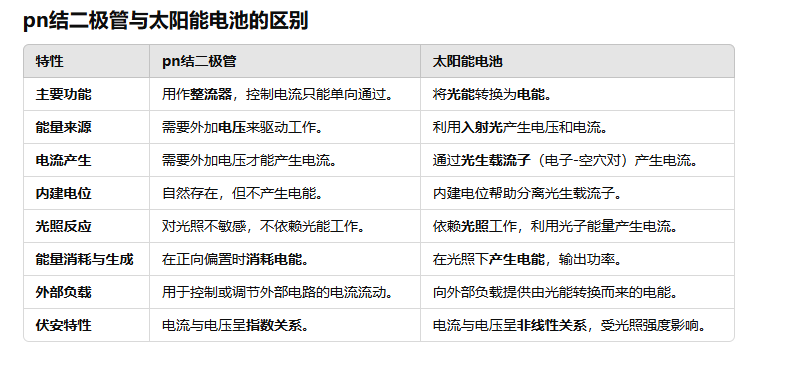 pn结二极管与太阳能电池的区别
特性 pn结二极管 太阳能电池
主要功能 用作整流器，控制电流只能单向通过。 将光能转换为电能。
能量来源 需要外加电压来驱动工作。 利用入射光产生电压和电流。
电流产生 需要外加电压才能产生电流。 通过光生载流子（电子-空穴对）产生电流。
内建电位 自然存在，但不产生电能。 内建电位帮助分离光生载流子。
光照反应 对光照不敏感，不依赖光能工作。 依赖光照工作，利用光子能量产生电流。
能量消耗与生成 在正向偏置时消耗电能。 在光照下产生电能，输出功率。
外部负载 用于控制或调节外部电路的电流流动。 向外部负载提供由光能转换而来的电能。
伏安特性 电流与电压呈指数关系。 电流与电压呈非线性关系，受光照强度影响。